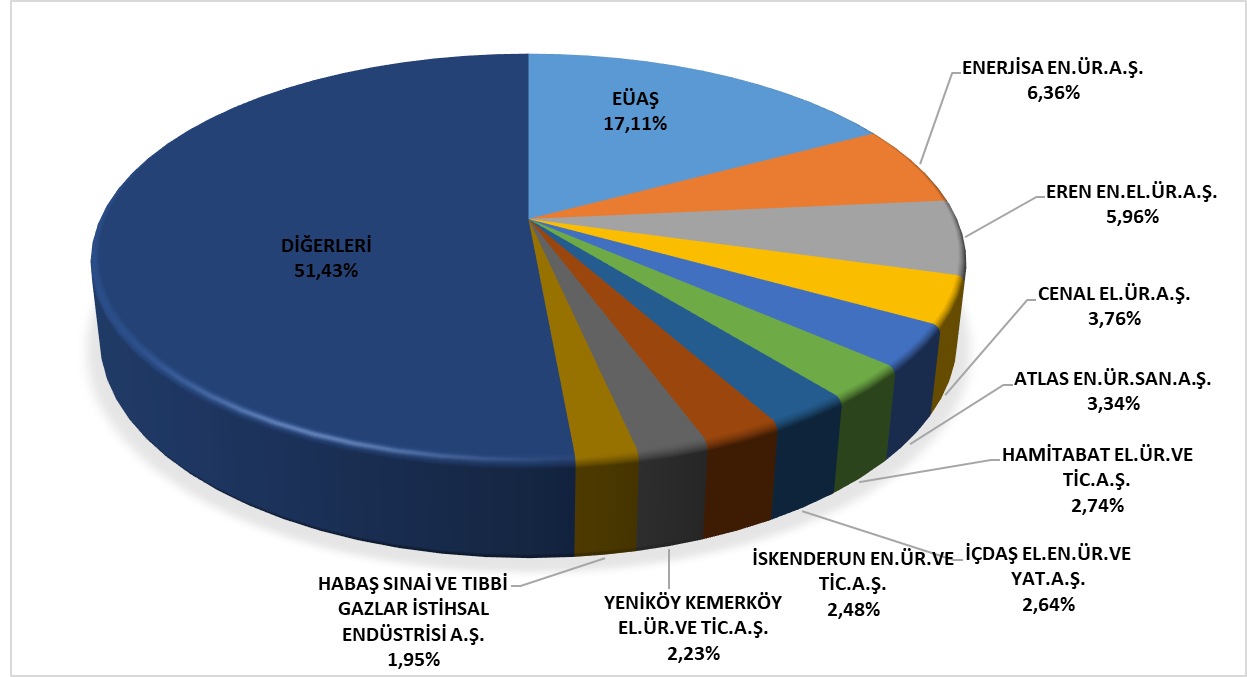 EÜAŞ
17,11%
ENERJİSA EN.ÜR.A.Ş.
6,36%
EREN EN.EL.ÜR.A.Ş.
5,96%
CENAL EL.ÜR.A.Ş.
3,76%
ATLAS EN.ÜR.SAN.A.Ş.
3,34%
HAMİTABAT EL.ÜR.VE
TİC.A.Ş.
2,74%
İÇDAŞ EL.EN.ÜR.VE
YAT.A.Ş.
2,64%
İSKENDERUN EN.ÜR.VE
TİC.A.Ş.
2,48%
YENİKÖY KEMERKÖY
EL.ÜR.VE TİC.A.Ş.
2,23%
HABAŞ SINAİ VE TIBBİ
GAZLAR İSTİHSAL
ENDÜSTRİSİ A.Ş.
1,95%
DİĞERLERİ
51,43%